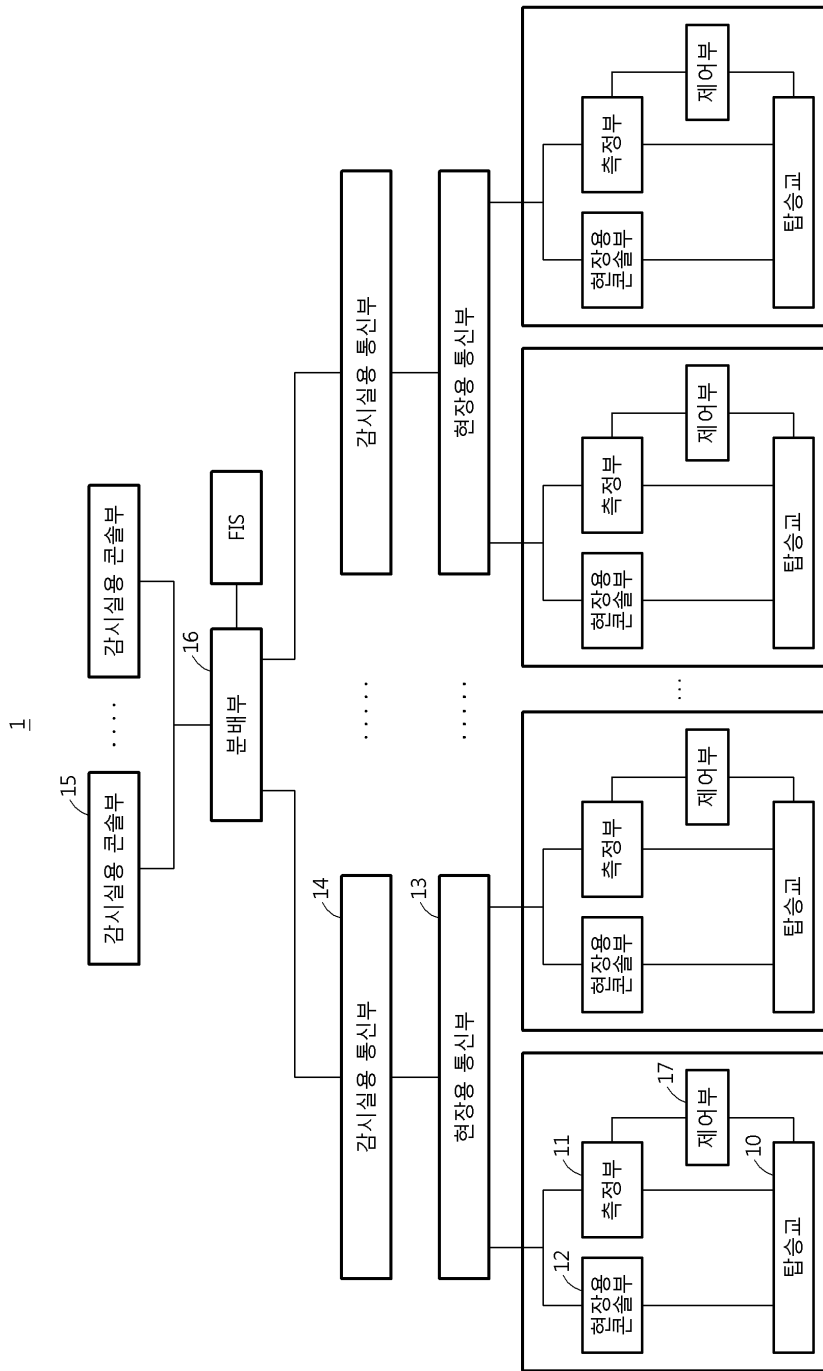 1
15
감시실용 콘솔부
· · · ·
감시실용 콘솔부
16
분배부
FIS
14
감시실용 통신부
· · · · ·
감시실용 통신부
13
현장용 통신부
· · · · ·
현장용 통신부
12
현장용
콘솔부
11
측정부
17
제어부
10
탑승교
현장용
콘솔부
측정부
제어부
탑승교
· · · ·
현장용
콘솔부
측정부
제어부
탑승교
현장용
콘솔부
측정부
제어부
탑승교